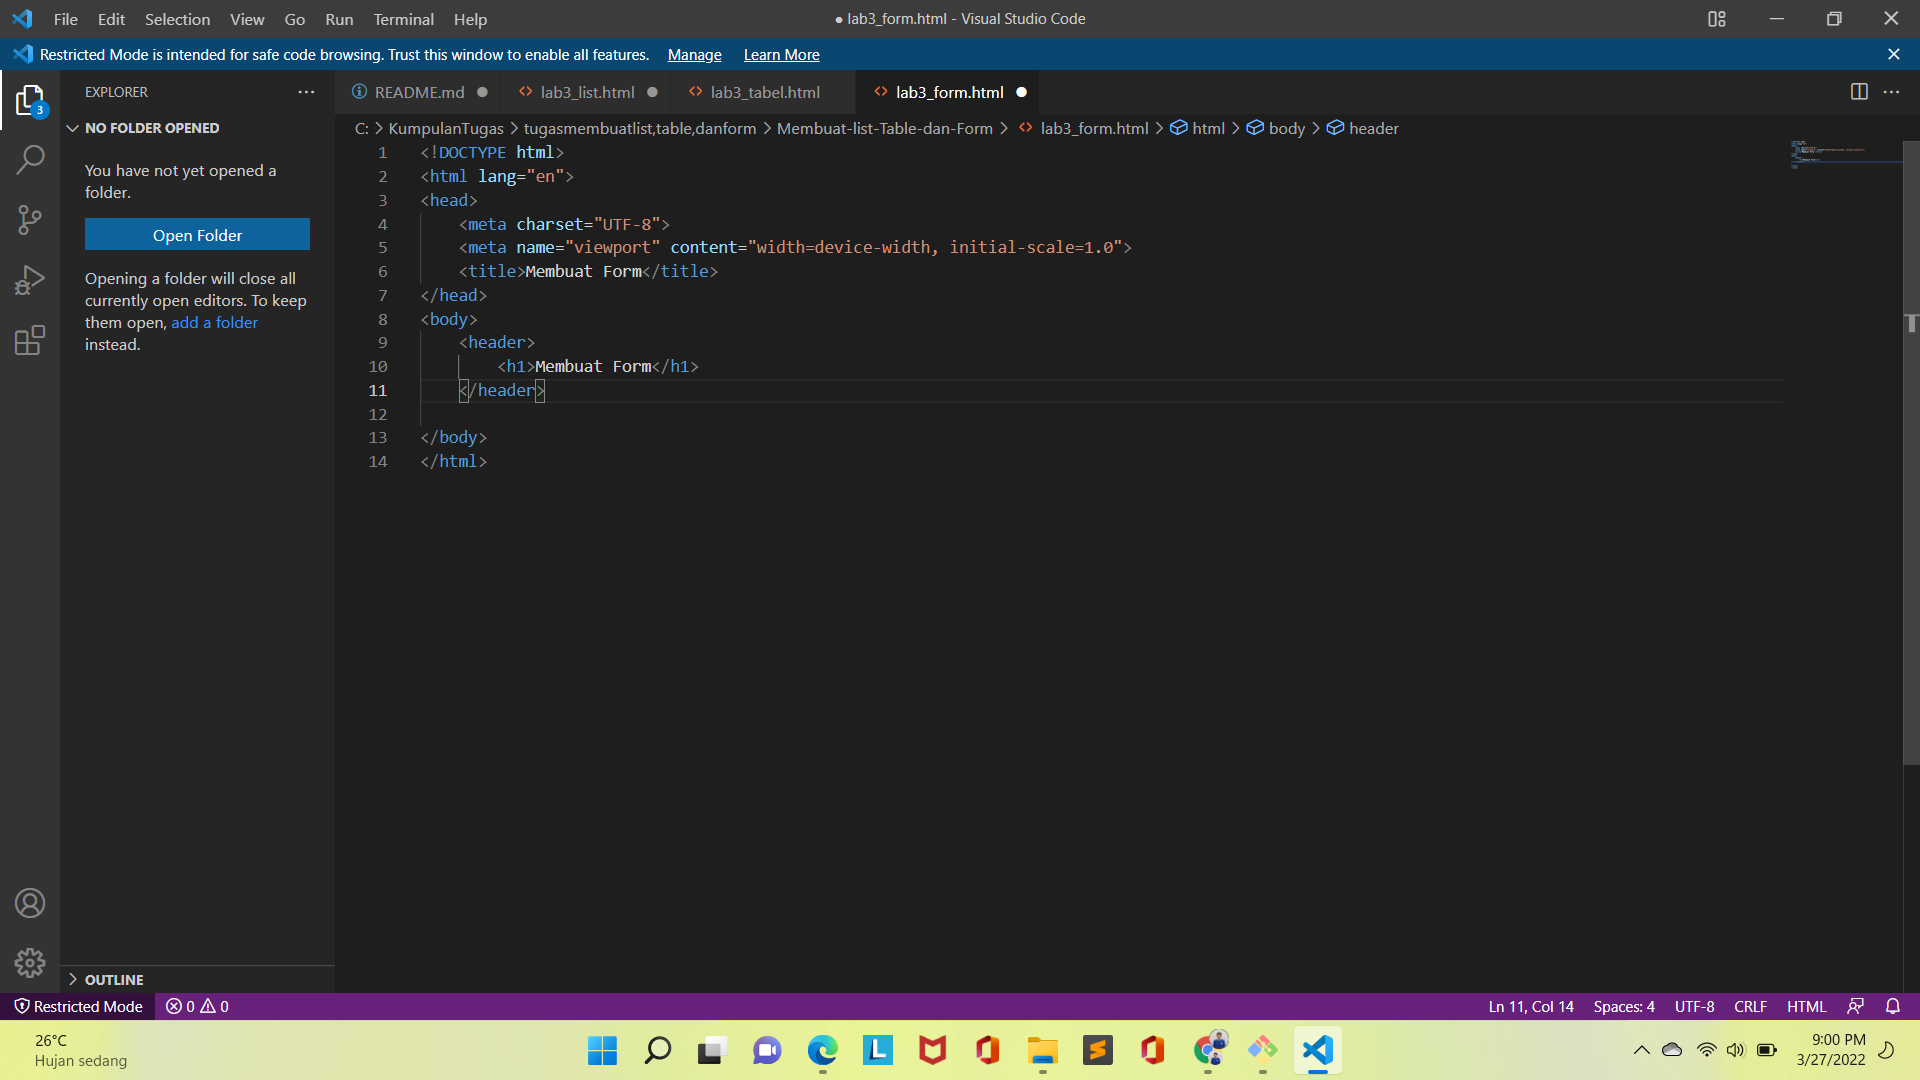 File Edit Selection View Go Run Terminal Help
● lab3_form.html - Visual Studio Code
Restricted Mode is intended for safe code browsing. Trust this window to enable all features. Manage Learn More
EXPLORER
README.md
lab3_list.html
lab3_tabel.html
lab3_form.html
3
NO FOLDER OPENED
You have not yet opened a
folder.
Open Folder
Opening a folder will close all
currently open editors. To keep
them open, add a folder
instead.
C: > KumpulanTugas > tugasmembuatlist,table,danform > Membuat-list-Table-dan-Form > <> lab3_form.html > html > body > header
1 <!DOCTYPE html>
2 <html lang="en">
3 <head>
4     <meta charset="UTF-8">
5     <meta name="viewport" content="width=device-width, initial-scale=1.0">
6     <title>Membuat Form</title>
7 </head>
8 <body>
9     <header>
10         <h1>Membuat Form</h1>
11     </header>
12
13 </body>
14 </html>
OUTLINE
Restricted Mode 0 0
Ln 11, Col 14 Spaces: 4 UTF-8 CRLF HTML
26°C
Hujan sedang
9:00 PM
3/27/2022